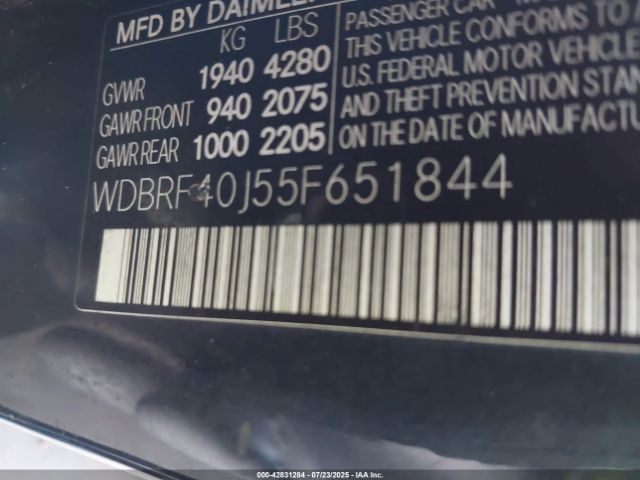 MFD BY DAIMLER
KG LBS
GVWR 1940 4280
GAWR FRONT 940 2075
GAWR REAR 1000 2205
PASSENGER CAR
THIS VEHICLE CONFORMS TO
U.S. FEDERAL MOTOR VEHICLE
AND THEFT PREVENTION STAN
ON THE DATE OF MANUFACTU
WDBRF40J55F651844
000-42831284 - 07/23/2025 - IAA Inc.